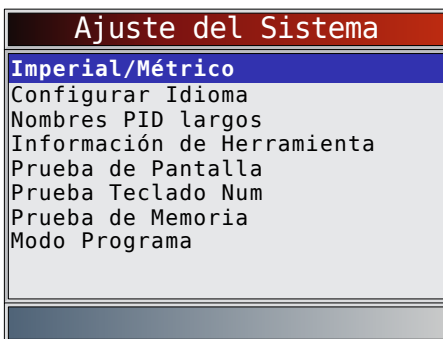 Ajuste del Sistema
Imperial/Métrico
Configurar Idioma
Nombres PID largos
Información de Herramienta
Prueba de Pantalla
Prueba Teclado Num
Prueba de Memoria
Modo Programa